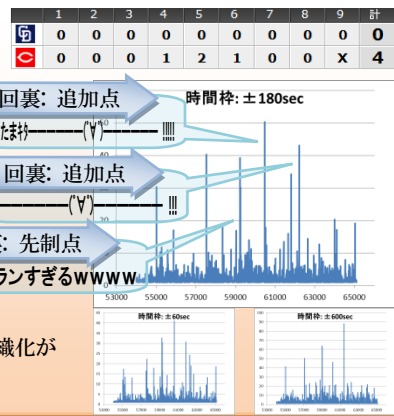 1 2 3 4 5 6 7 8 9 計
CD 0 0 0 0 0 0 0 0 0 0
C 0 0 0 1 2 1 0 0 X 4
回裏: 追加点
時間枠: ±180sec
たまｷﾀ━━━━━(ﾟ∀ﾟ)━━━━━ !!!!!
回裏: 追加点
━━━━━(ﾟ∀ﾟ)━━━━━ !!!
: 先制点
ランすぎるwwww
53000 55000 57000 59000 61000 63000 65000
時間枠: ±60sec
時間枠: ±600sec
織化が